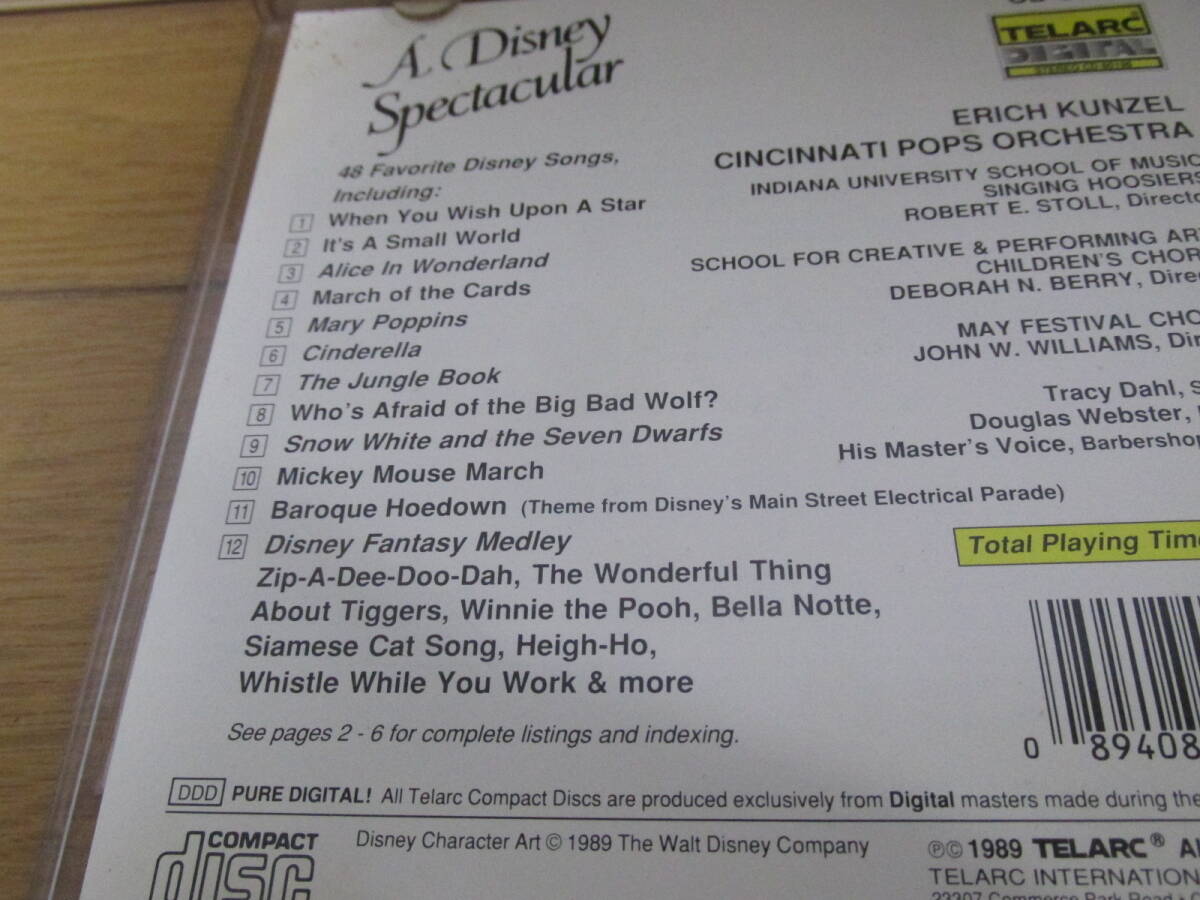 A Disney
Spectacular
48 Favorite Disney Songs,
Including:
1 When You Wish Upon A Star
2 It's A Small World
3 Alice In Wonderland
4 March of the Cards
5 Mary Poppins
6 Cinderella
7 The Jungle Book
8 Who's Afraid of the Big Bad Wolf?
9 Snow White and the Seven Dwarfs
10 Mickey Mouse March
11 Baroque Hoedown (Theme from Disney's Main Street Electrical Parade)
12 Disney Fantasy Medley
Zip-A-Dee-Doo-Dah, The Wonderful Thing
About Tiggers, Winnie the Pooh, Bella Notte,
Siamese Cat Song, Heigh-Ho,
Whistle While You Work & more
See pages 2 - 6 for complete listings and indexing.
TELARC
DIGITAL
ERICH KUNZEL
CINCINNATI POPS ORCHESTRA
INDIANA UNIVERSITY SCHOOL OF MUSIC
SINGING HOOSIERS
ROBERT E. STOLL, Directo
SCHOOL FOR CREATIVE & PERFORMING AR
CHILDREN'S CHOR
DEBORAH N. BERRY, Dire
MAY FESTIVAL CHO
JOHN W. WILLIAMS, Dir
Tracy Dahl, S
Douglas Webster,
His Master's Voice, Barbershop
Total Playing Time
0 89408
DDD PURE DIGITAL! All Telarc Compact Discs are produced exclusively from Digital masters made during the
COMPACT
disc
Disney Character Art © 1989 The Walt Disney Company
℗© 1989 TELARC® Al
TELARC INTERNATION